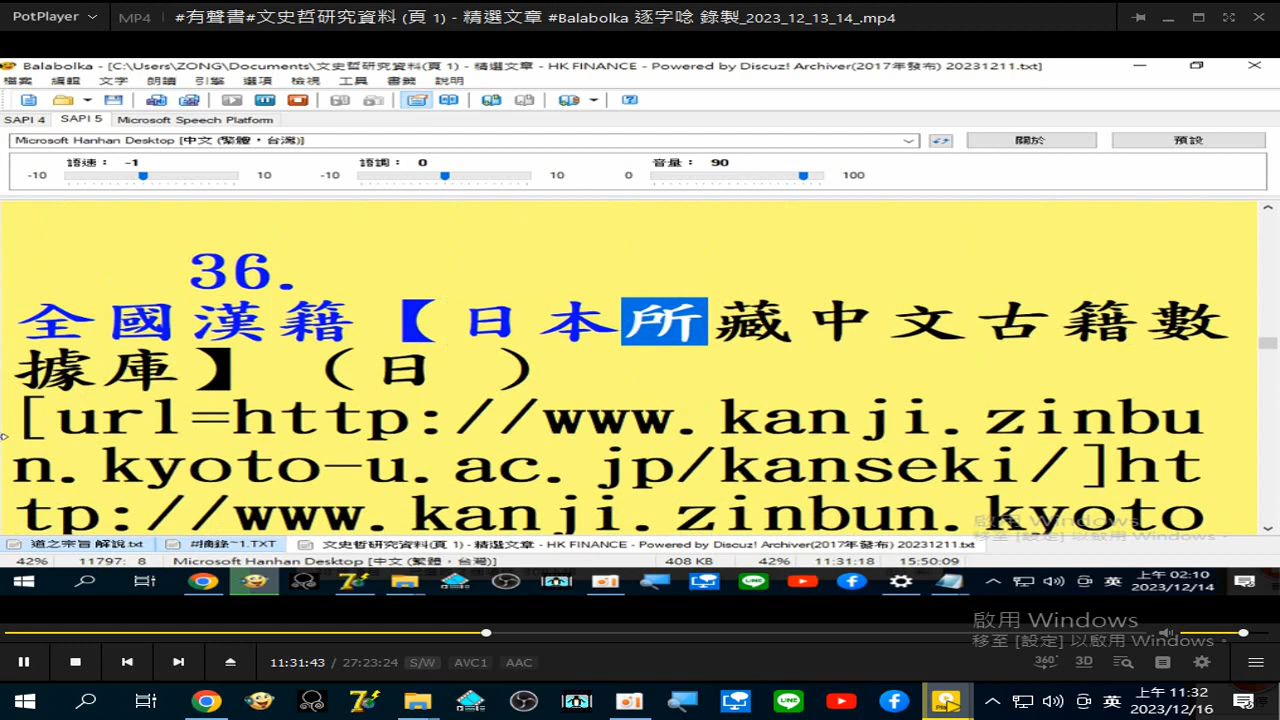 PotPlayer MP4 #有聲書#文史哲研究資料 (頁 1) - 精選文章 #Balabolka 逐字唸 錄製_2023_12_13_14_.mp4
Balabolka - [C:\Users\ZONG\Documents\文史哲研究資料(頁 1) - 精選文章 - HK FINANCE - Powered by Discuz! Archiver(2017年發布) 20231211.txt]
檔案 編輯 文字 朗讀 引擎 選項 檢視 工具 書籤 說明
SAPI 4 SAPI 5 Microsoft Speech Platform
Microsoft Hanhan Desktop [中文 (繁體，台灣)] 關於 預設
語速： -1 語調： 0 音量： 90
-10 10 -10 10 0 100
36.
全國漢籍【日本所藏中文古籍數
據庫】（日 ）
[url=http://www.kanji.zinbu
n.kyoto-u.ac.jp/kanseki/]ht
tp://www.kanji.zinbun.kyoto
啟用 Windows
移至 [設定] 以啟用 Windows。
道之宗旨 解說.txt #摘錄~1.TXT 文史哲研究資料(頁 1) - 精選文章 - HK FINANCE - Powered by Discuz! Archiver(2017年發布) 20231211.txt
42% 11797: 8 Microsoft Hanhan Desktop [中文 (繁體，台灣)] 408 KB 42% 11:31:18 15:50:09
英 上午 02:10
2023/12/14
啟用 Windows
移至 [設定] 以啟用 Windows。
11:31:43 / 27:23:24 S/W AVC1 AAC 360° 3D
英 上午 11:32
2023/12/16